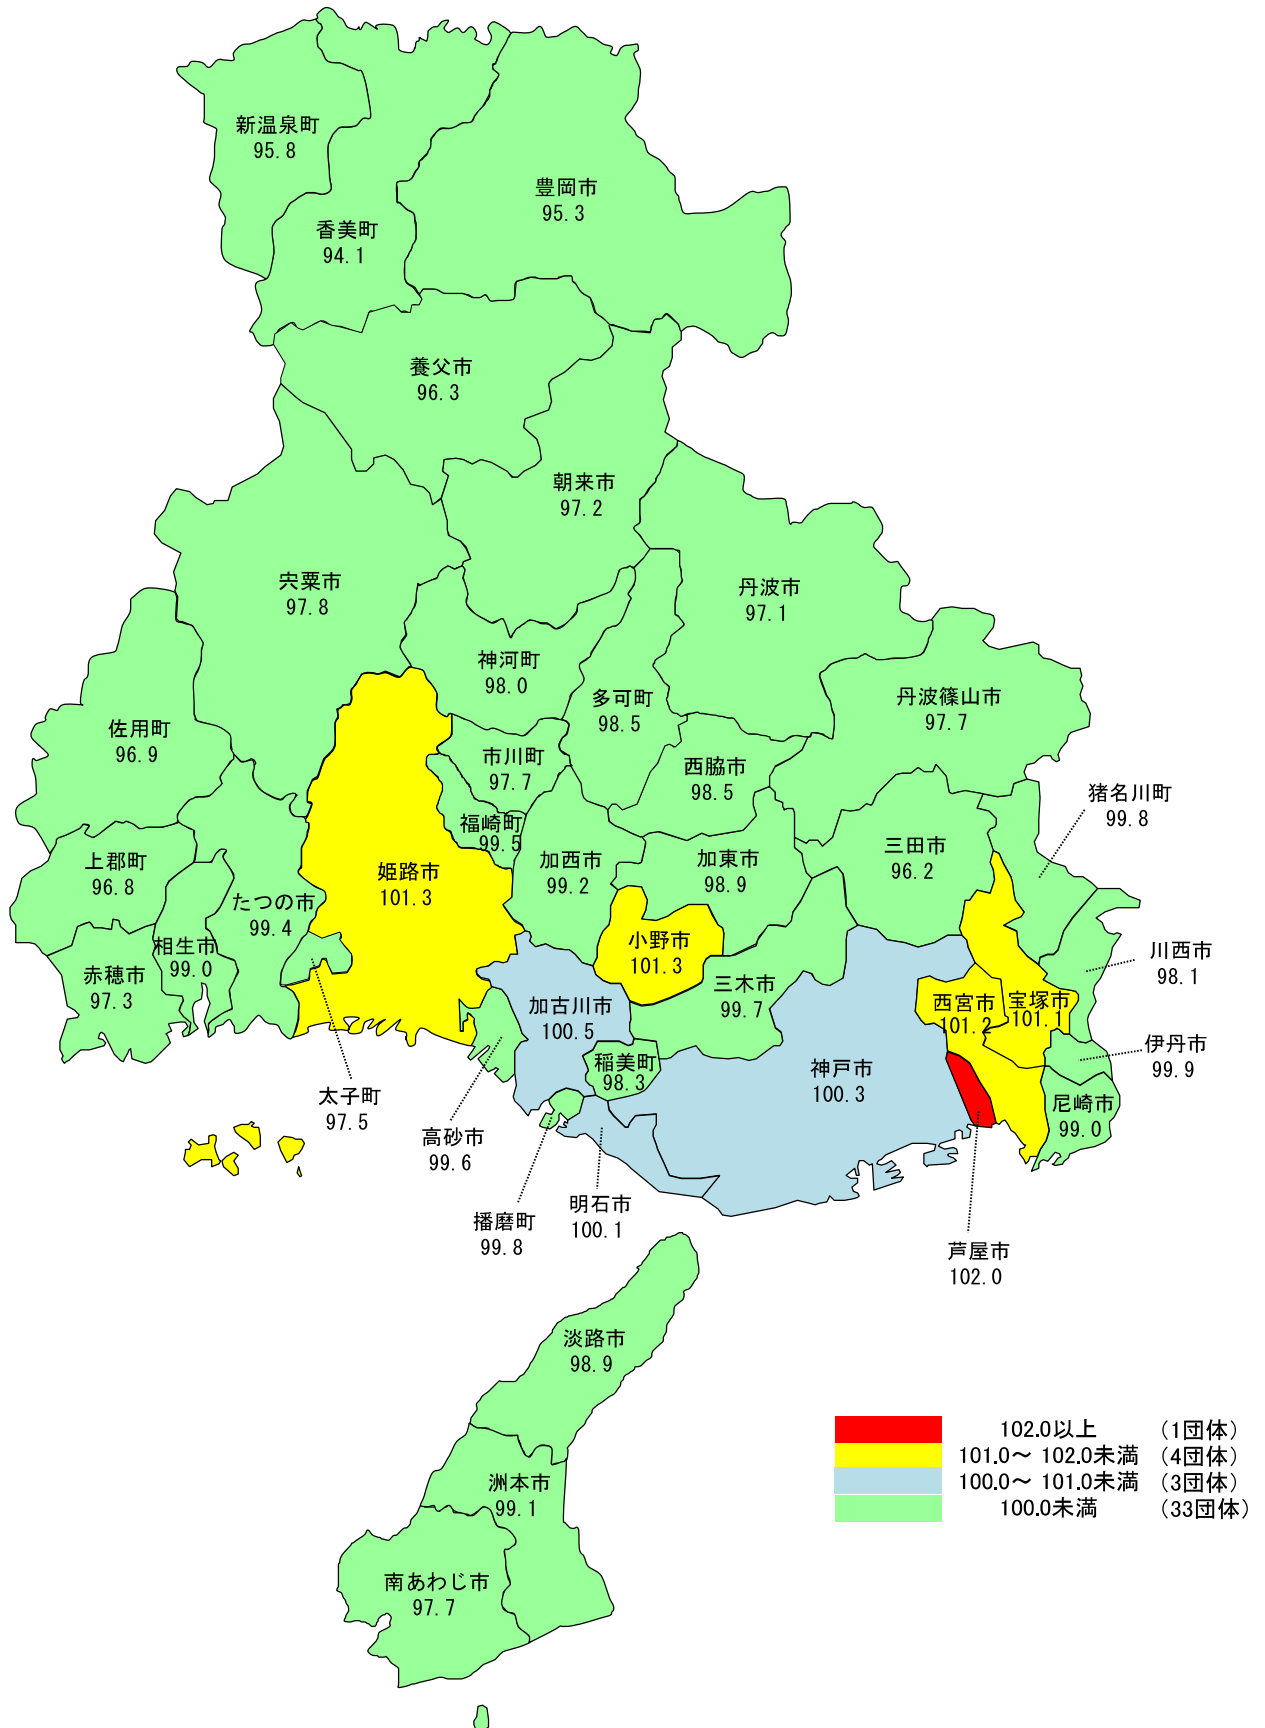 新温泉町
95.8
豊岡市
95.3
香美町
94.1
養父市
96.3
朝来市
97.2
宍粟市
97.8
丹波市
97.1
神河町
98.0
多可町
98.5
丹波篠山市
97.7
佐用町
96.9
市川町
97.7
西脇市
98.5
猪名川町
99.8
福崎町
99.5
三田市
96.2
上郡町
96.8
姫路市
101.3
加西市
99.2
加東市
98.9
たつの市
99.4
小野市
101.3
相生市
99.0
川西市
98.1
赤穂市
97.3
三木市
99.7
加古川市
100.5
西宮市
101.2
宝塚市
101.1
伊丹市
99.9
稲美町
98.3
神戸市
100.3
太子町
97.5
尼崎市
99.0
高砂市
99.6
播磨町
99.8
明石市
100.1
芦屋市
102.0
淡路市
98.9
洲本市
99.1
南あわじ市
97.7
102.0以上 (1団体)
101.0～ 102.0未満 (4団体)
100.0～ 101.0未満 (3団体)
100.0未満 (33団体)